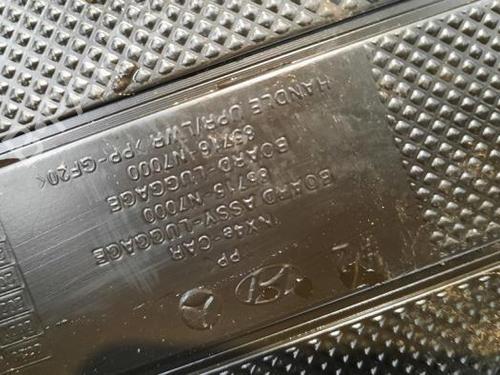 PP
NX4e-CAR
BOARD ASSY-LUGGAGE
85715-N7000
BOARD-LUGGAGE
85716-N7000
HANDLE UPR/LWR >PP-GF20<